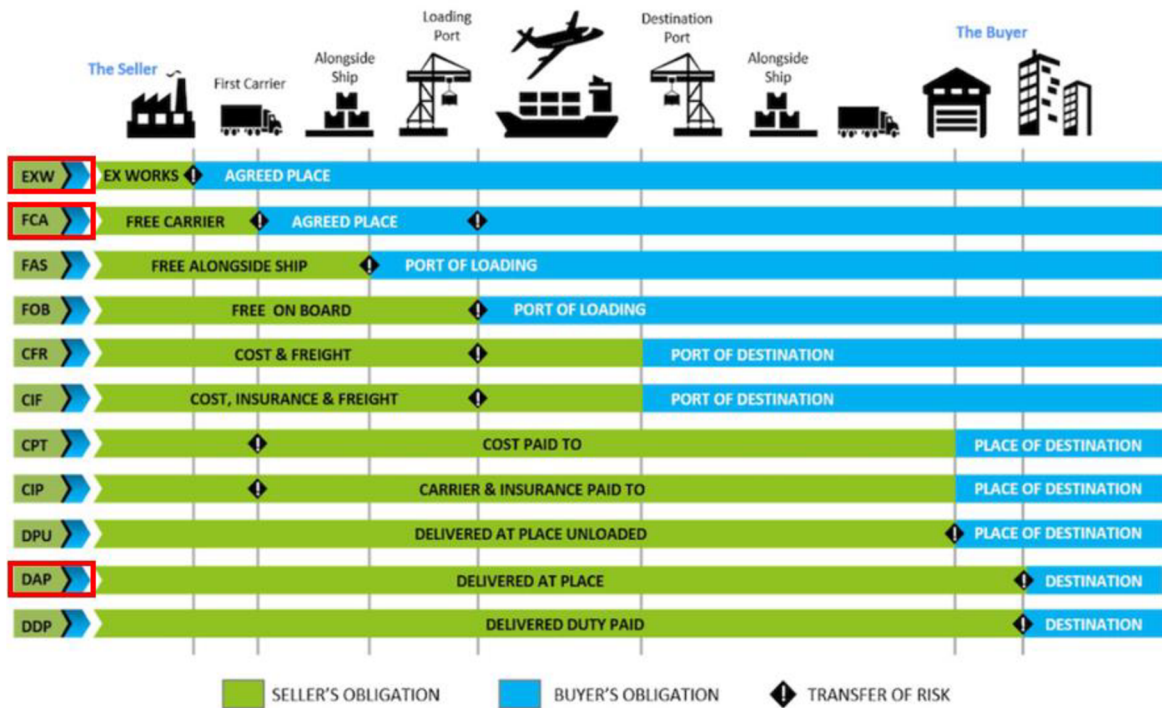 Loading
Port
Destination
Port
The Buyer
The Seller
Alongside
Ship
Alongside
Ship
First Carrier
EXW EX WORKS AGREED PLACE
FCA FREE CARRIER AGREED PLACE
FAS FREE ALONGSIDE SHIP PORT OF LOADING
FOB FREE ON BOARD PORT OF LOADING
CFR COST & FREIGHT PORT OF DESTINATION
CIF COST, INSURANCE & FREIGHT PORT OF DESTINATION
CPT COST PAID TO PLACE OF DESTINATION
CIP CARRIER & INSURANCE PAID TO PLACE OF DESTINATION
DPU DELIVERED AT PLACE UNLOADED PLACE OF DESTINATION
DAP DELIVERED AT PLACE DESTINATION
DDP DELIVERED DUTY PAID DESTINATION
SELLER'S OBLIGATION BUYER'S OBLIGATION TRANSFER OF RISK